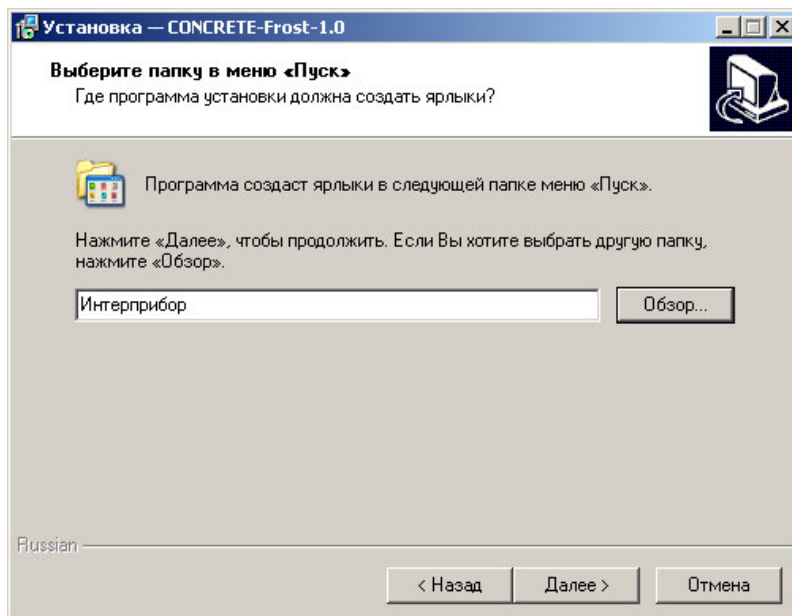 Установка — CONCRETE-Frost-1.0
Выберите папку в меню «Пуск»
Где программа установки должна создать ярлыки?
Программа создаст ярлыки в следующей папке меню «Пуск».
Нажмите «Далее», чтобы продолжить. Если Вы хотите выбрать другую папку,
нажмите «Обзор».
Интерприбор
Обзор...
Russian
< Назад
Далее >
Отмена